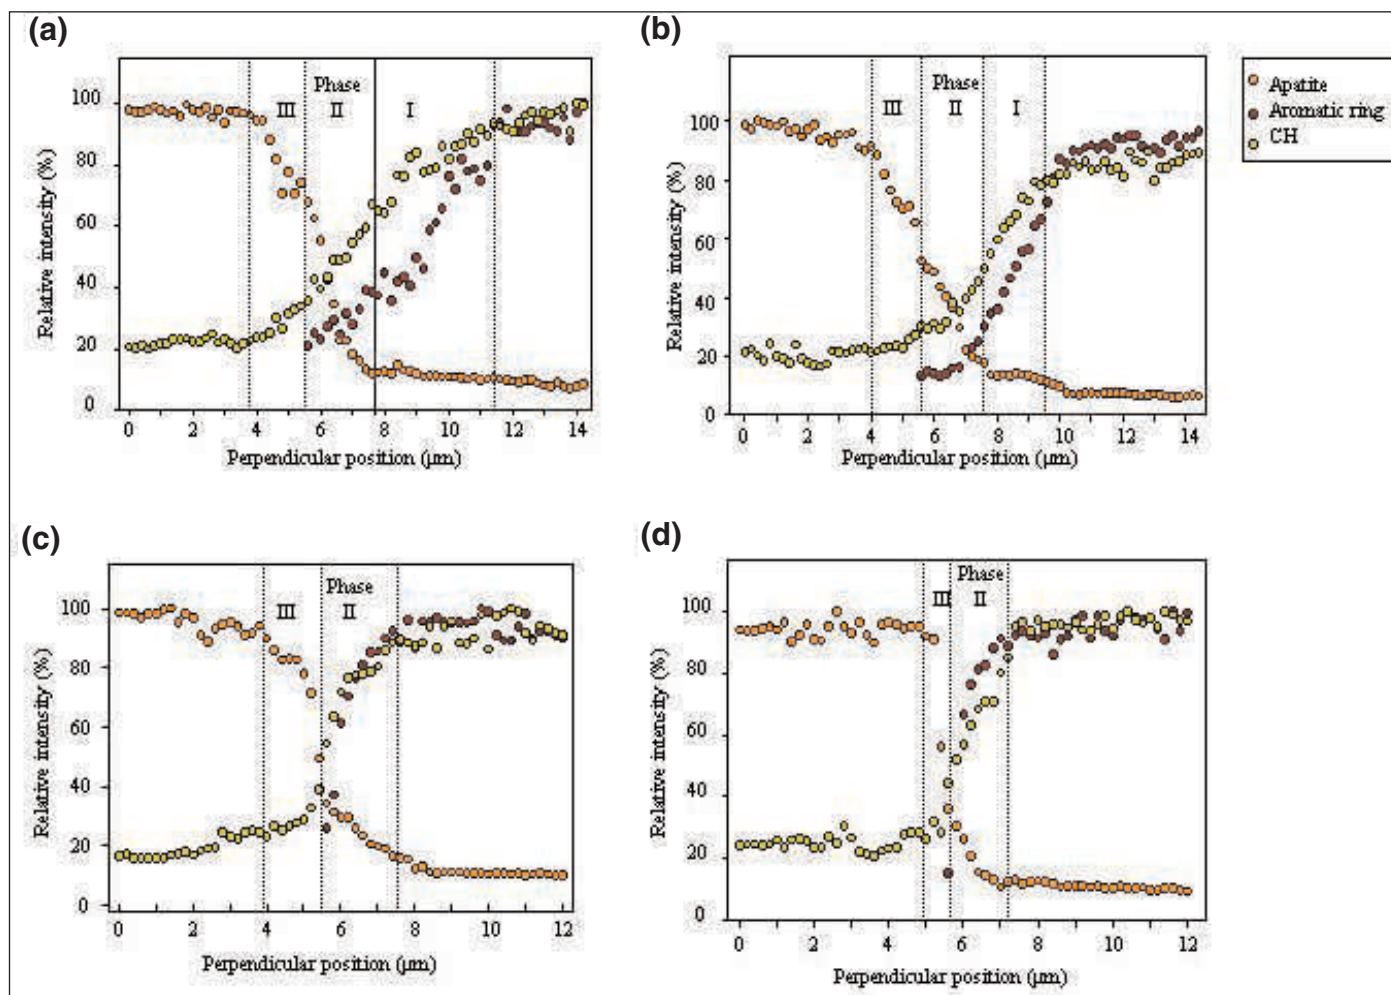 (a)
Phase
III II I
100
80
60
40
20
0
Relative intensity (%)
0 2 4 6 8 10 12 14
Perpendicular position (μm)
(b)
Phase
III II I
100
80
60
40
20
0
Relative intensity (%)
0 2 4 6 8 10 12 14
Perpendicular position (μm)
Apatite
Aromatic ring
CH
(c)
Phase
III II
100
80
60
40
20
0
Relative intensity (%)
0 2 4 6 8 10 12
Perpendicular position (μm)
(d)
Phase
III II
100
80
60
40
20
0
Relative intensity (%)
0 2 4 6 8 10 12
Perpendicular position (μm)